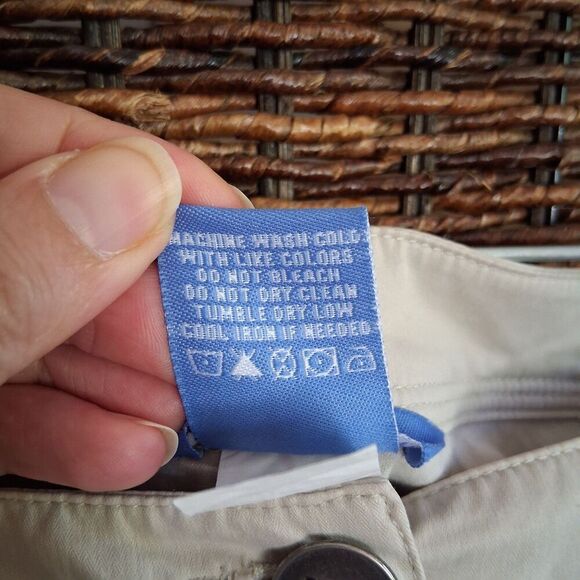 MACHINE WASH COLD
WITH LIKE COLORS
DO NOT BLEACH
DO NOT DRY CLEAN
TUMBLE DRY LOW
COOL IRON IF NEEDED